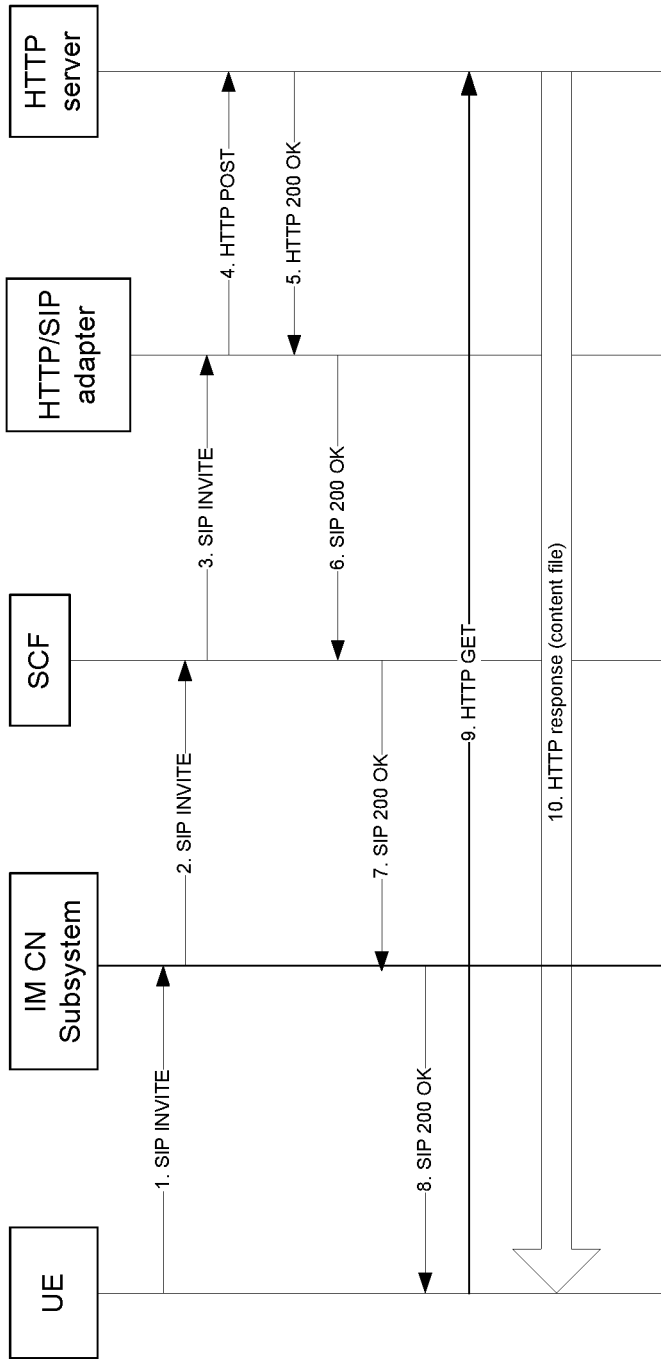 UE
IM CN
Subsystem
SCF
HTTP/SIP
adapter
HTTP
server
1. SIP INVITE
2. SIP INVITE
3. SIP INVITE
4. HTTP POST
5. HTTP 200 OK
6. SIP 200 OK
7. SIP 200 OK
8. SIP 200 OK
9. HTTP GET
10. HTTP response (content file)